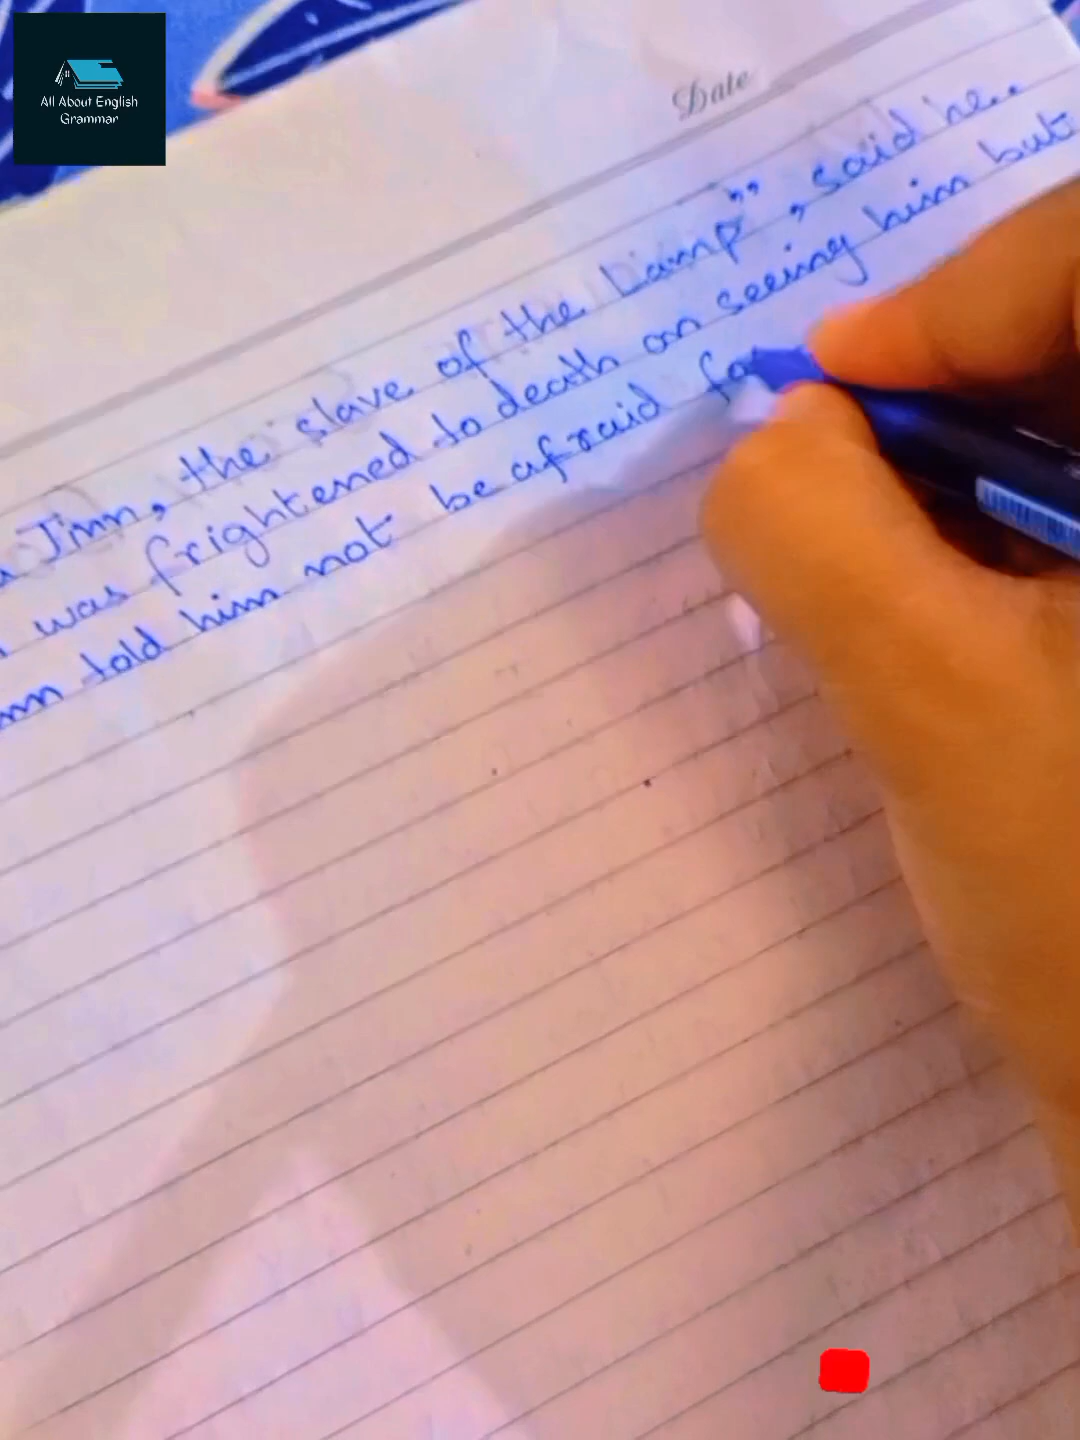 All About English
Grammar
Date
a Jinn, the slave of the Lamp", said he..
was frightened to death on seeing him but
told him not be afraid for